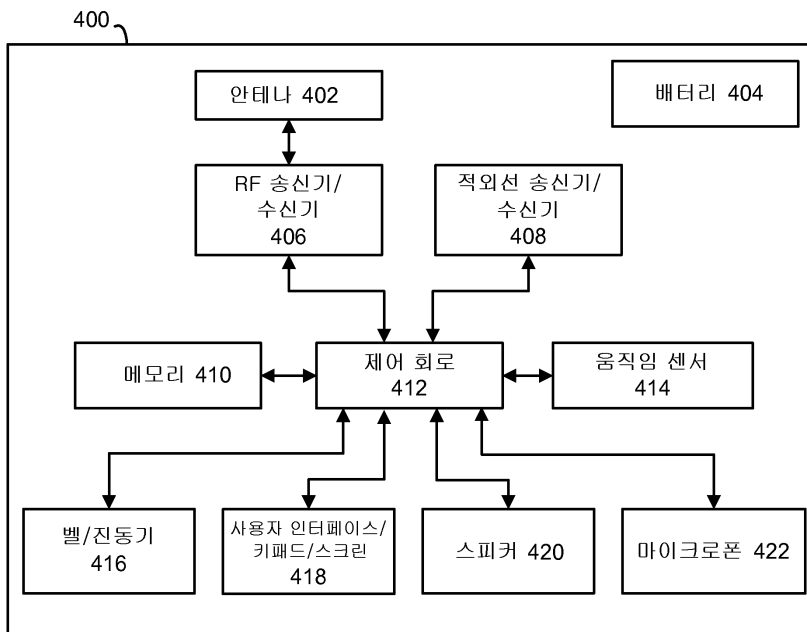 400
안테나 402
배터리 404
RF 송신기/
수신기
406
적외선 송신기/
수신기
408
메모리 410
제어 회로
412
움직임 센서
414
벨/진동기
416
사용자 인터페이스/
키패드/스크린
418
스피커 420
마이크로폰 422